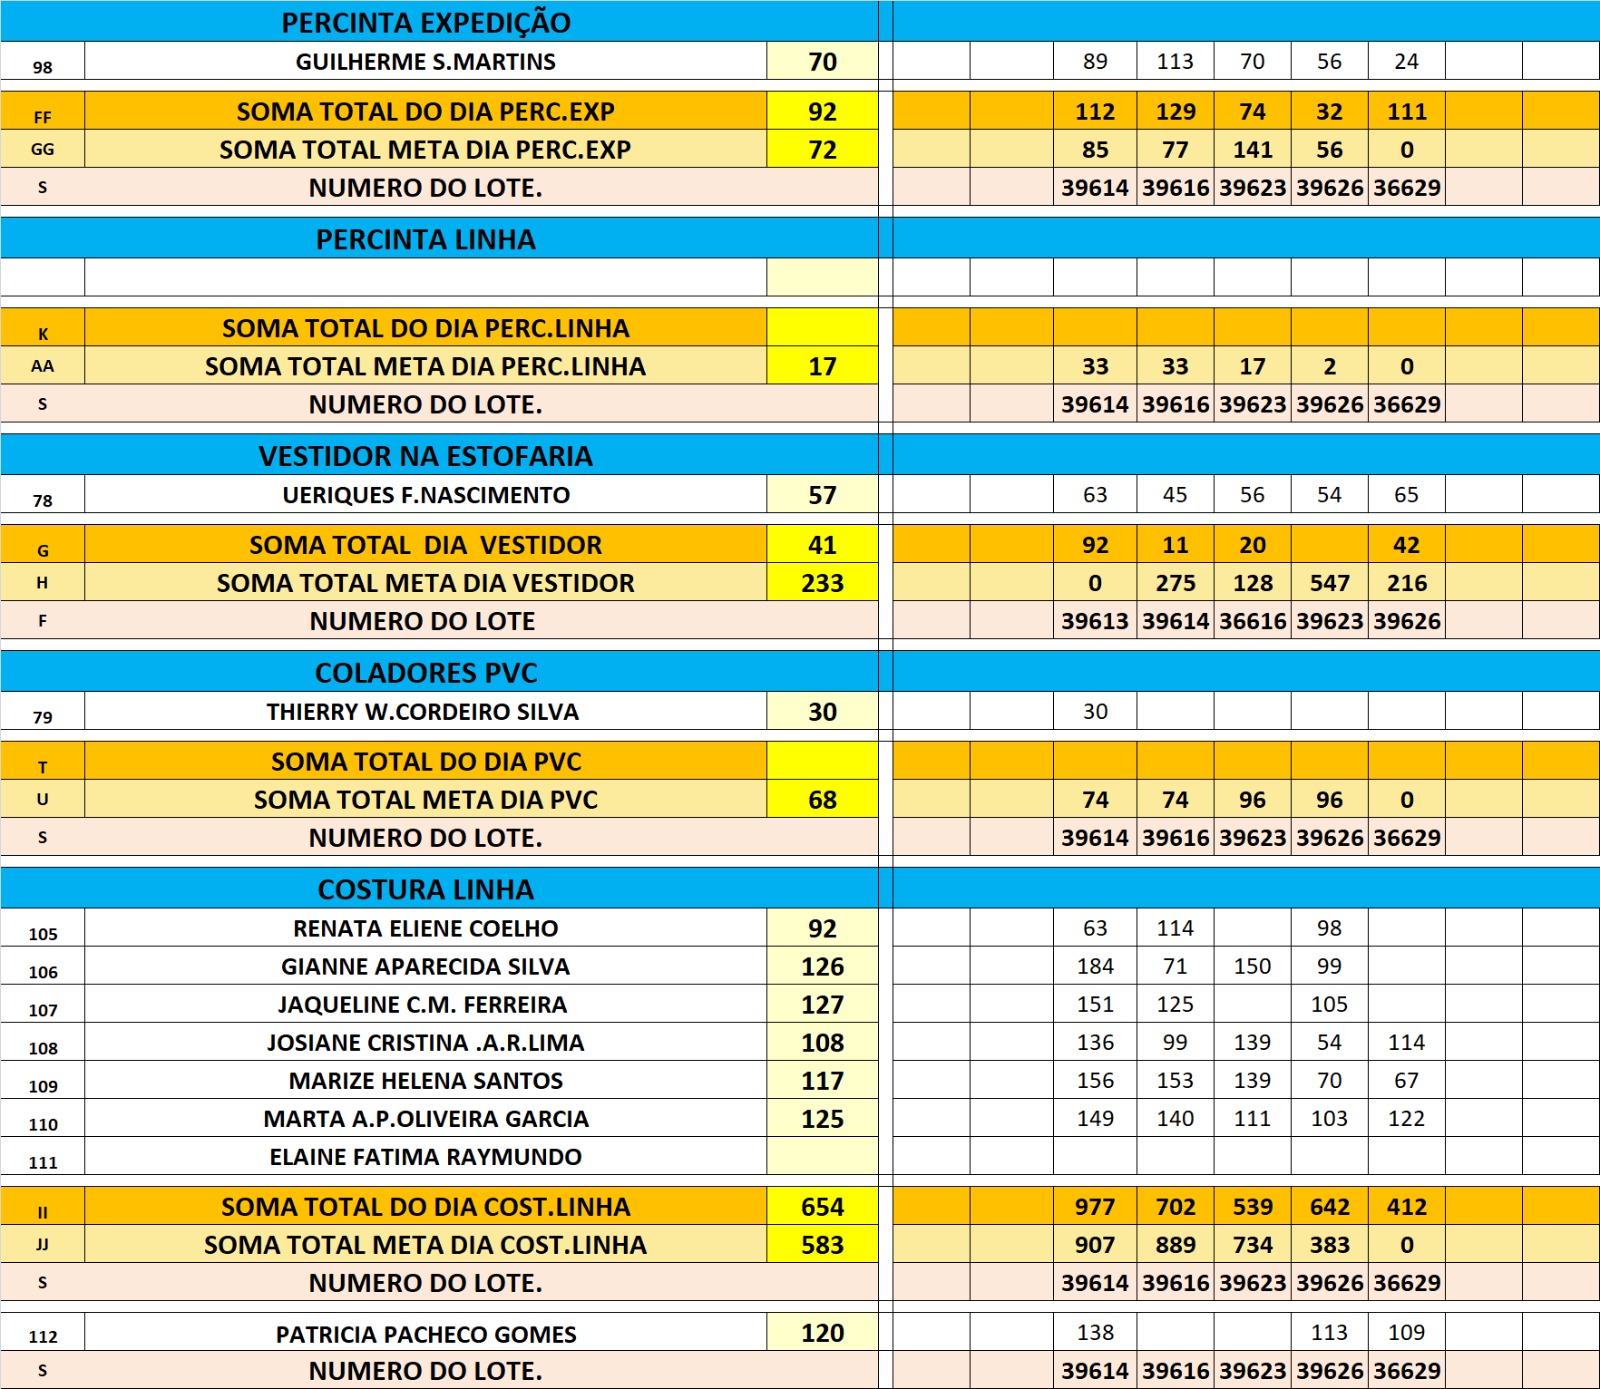 PERCINTA EXPEDIÇÃO
98 GUILHERME S.MARTINS 70 89 113 70 56 24
FF SOMA TOTAL DO DIA PERC.EXP 92 112 129 74 32 111
GG SOMA TOTAL META DIA PERC.EXP 72 85 77 141 56 0
S NUMERO DO LOTE. 39614 39616 39623 39626 36629
PERCINTA LINHA
K SOMA TOTAL DO DIA PERC.LINHA
AA SOMA TOTAL META DIA PERC.LINHA 17 33 33 17 2 0
S NUMERO DO LOTE. 39614 39616 39623 39626 36629
VESTIDOR NA ESTOFARIA
78 UERIQUES F.NASCIMENTO 57 63 45 56 54 65
G SOMA TOTAL DIA VESTIDOR 41 92 11 20 42
H SOMA TOTAL META DIA VESTIDOR 233 0 275 128 547 216
F NUMERO DO LOTE 39613 39614 36616 39623 39626
COLADORES PVC
79 THIERRY W.CORDEIRO SILVA 30 30
T SOMA TOTAL DO DIA PVC
U SOMA TOTAL META DIA PVC 68 74 74 96 96 0
S NUMERO DO LOTE. 39614 39616 39623 39626 36629
COSTURA LINHA
105 RENATA ELIENE COELHO 92 63 114 98
106 GIANNE APARECIDA SILVA 126 184 71 150 99
107 JAQUELINE C.M. FERREIRA 127 151 125 105
108 JOSIANE CRISTINA .A.R.LIMA 108 136 99 139 54 114
109 MARIZE HELENA SANTOS 117 156 153 139 70 67
110 MARTA A.P.OLIVEIRA GARCIA 125 149 140 111 103 122
111 ELAINE FATIMA RAYMUNDO
II SOMA TOTAL DO DIA COST.LINHA 654 977 702 539 642 412
JJ SOMA TOTAL META DIA COST.LINHA 583 907 889 734 383 0
S NUMERO DO LOTE. 39614 39616 39623 39626 36629
112 PATRICIA PACHECO GOMES 120 138 113 109
S NUMERO DO LOTE. 39614 39616 39623 39626 36629